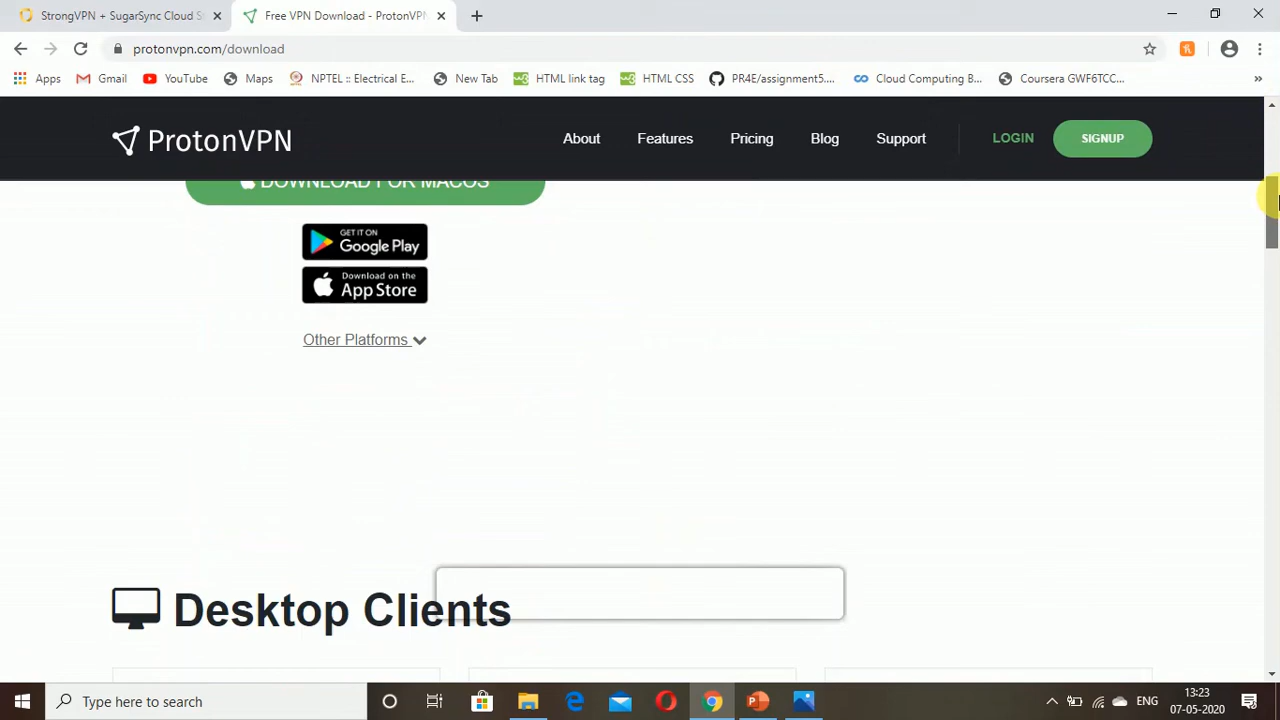 StrongVPN + SugarSync Cloud S
Free VPN Download - ProtonVPN
protonvpn.com/download
Apps
Gmail
YouTube
Maps
NPTEL :: Electrical E...
New Tab
HTML link tag
HTML CSS
PR4E/assignment5....
Cloud Computing B...
Coursera GWF6TCC...
»
ProtonVPN
About
Features
Pricing
Blog
Support
LOGIN
SIGNUP
DOWNLOAD FOR MACOS
GET IT ON
Google Play
Download on the
App Store
Other Platforms
Desktop Clients
Type here to search
ENG
13:23
07-05-2020